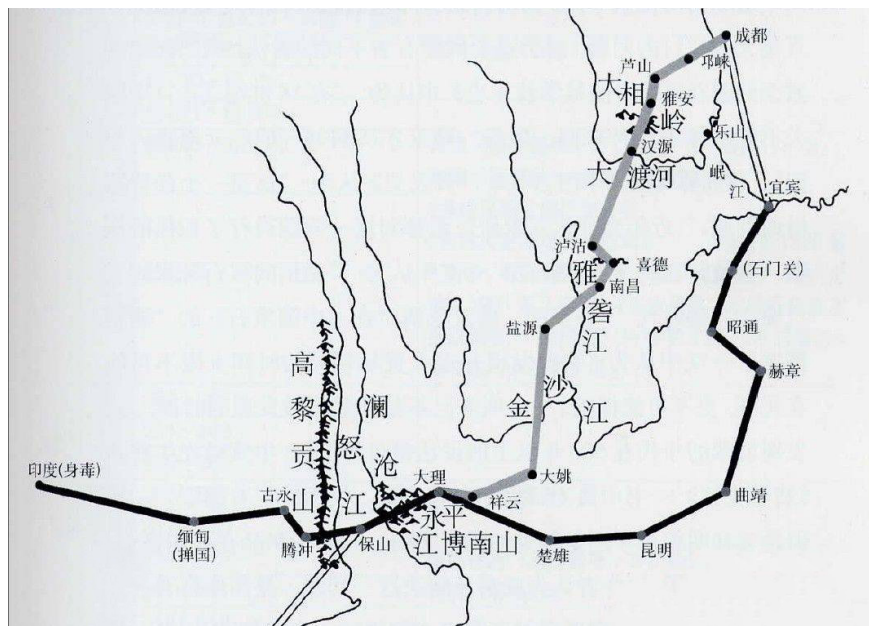 成都
邛崃
芦山
雅安
大相岭
汉源
乐山
大渡河
岷江
宜宾
泸沽
喜德
(石门关)
雅砻江
南昌
盐源
昭通
赫章
金沙江
高黎贡山
怒江
澜沧江
印度(身毒)
古永
大理
大姚
祥云
曲靖
缅甸
(掸国)
腾冲
保山
永平
博南山
楚雄
昆明